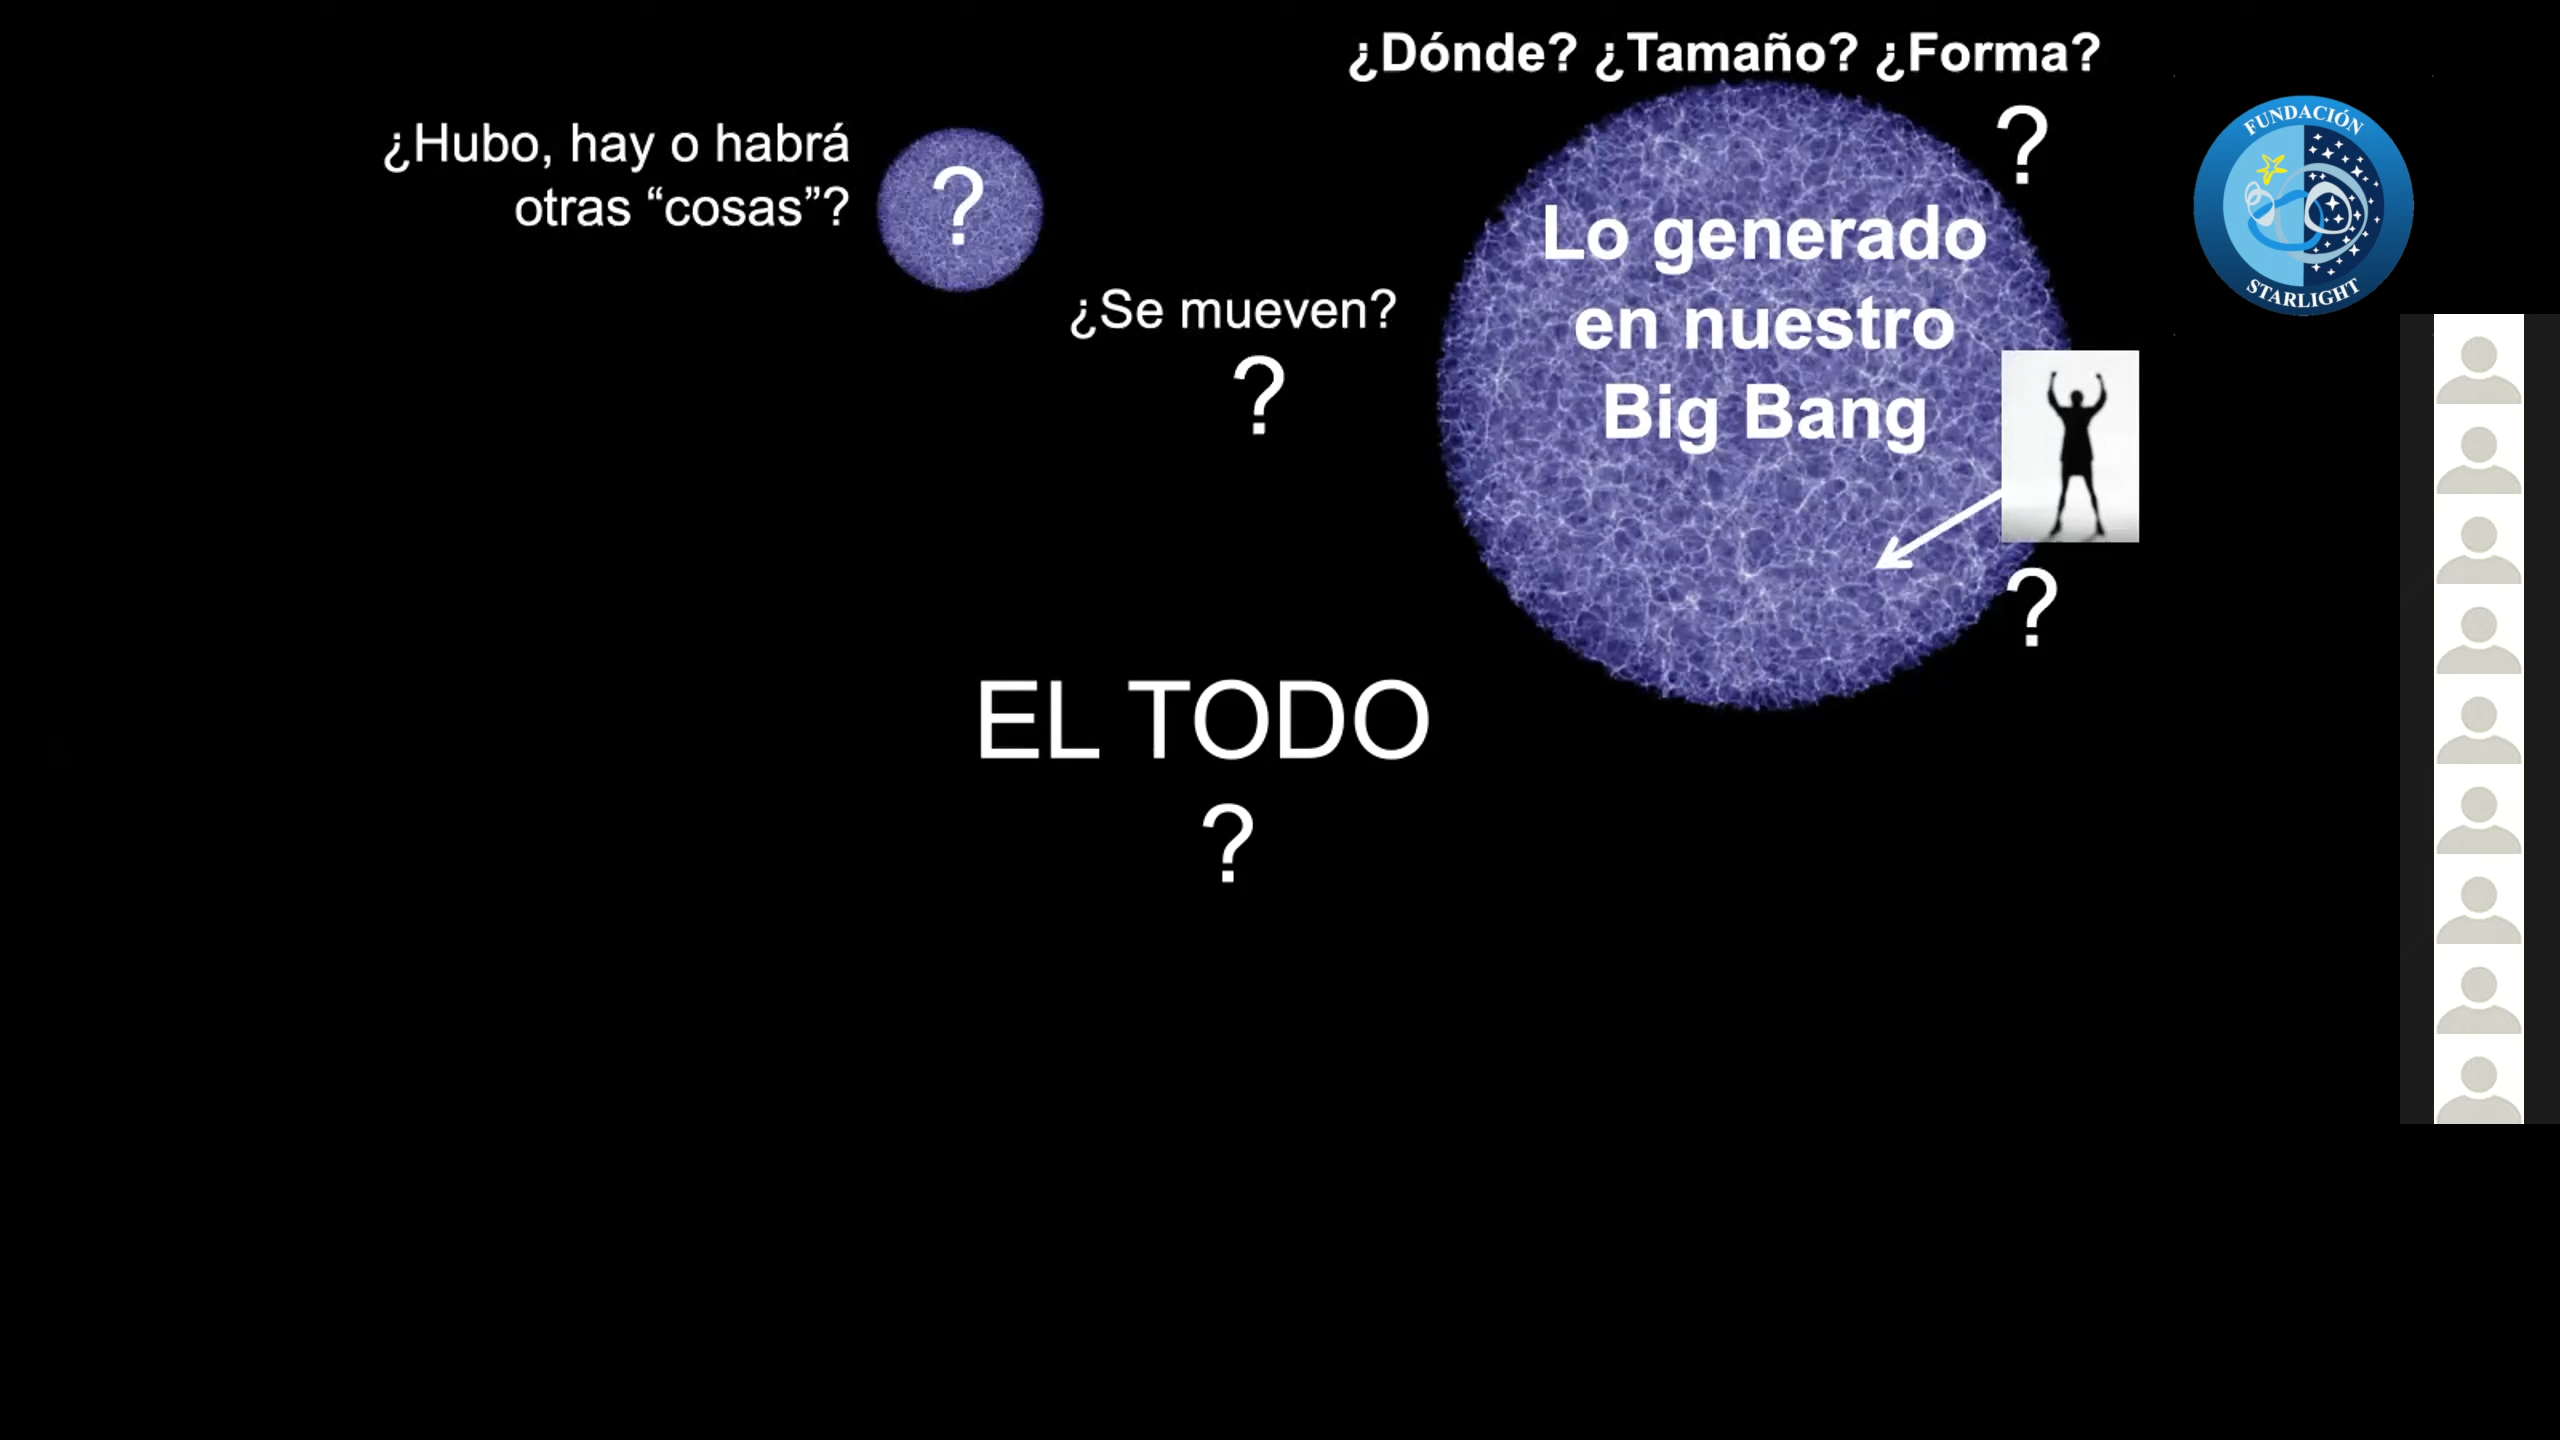 ¿Dónde? ¿Tamaño? ¿Forma?
?
¿Hubo, hay o habrá
otras “cosas”?
?
¿Se mueven?
?
Lo generado
en nuestro
Big Bang
?
EL TODO
?
FUNDACIÓN
STARLIGHT